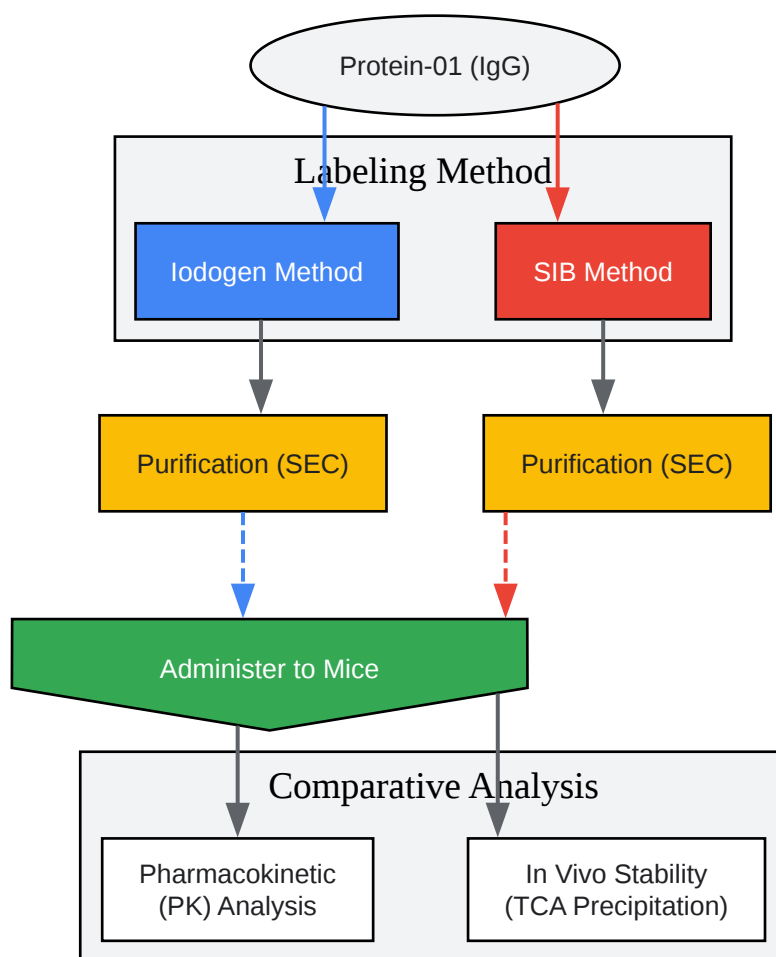 Protein-01 (IgG)
Labeling Method
Iodogen Method
SIB Method
Purification (SEC)
Purification (SEC)
Administer to Mice
Comparative Analysis
Pharmacokinetic
(PK) Analysis
In Vivo Stability
(TCA Precipitation)